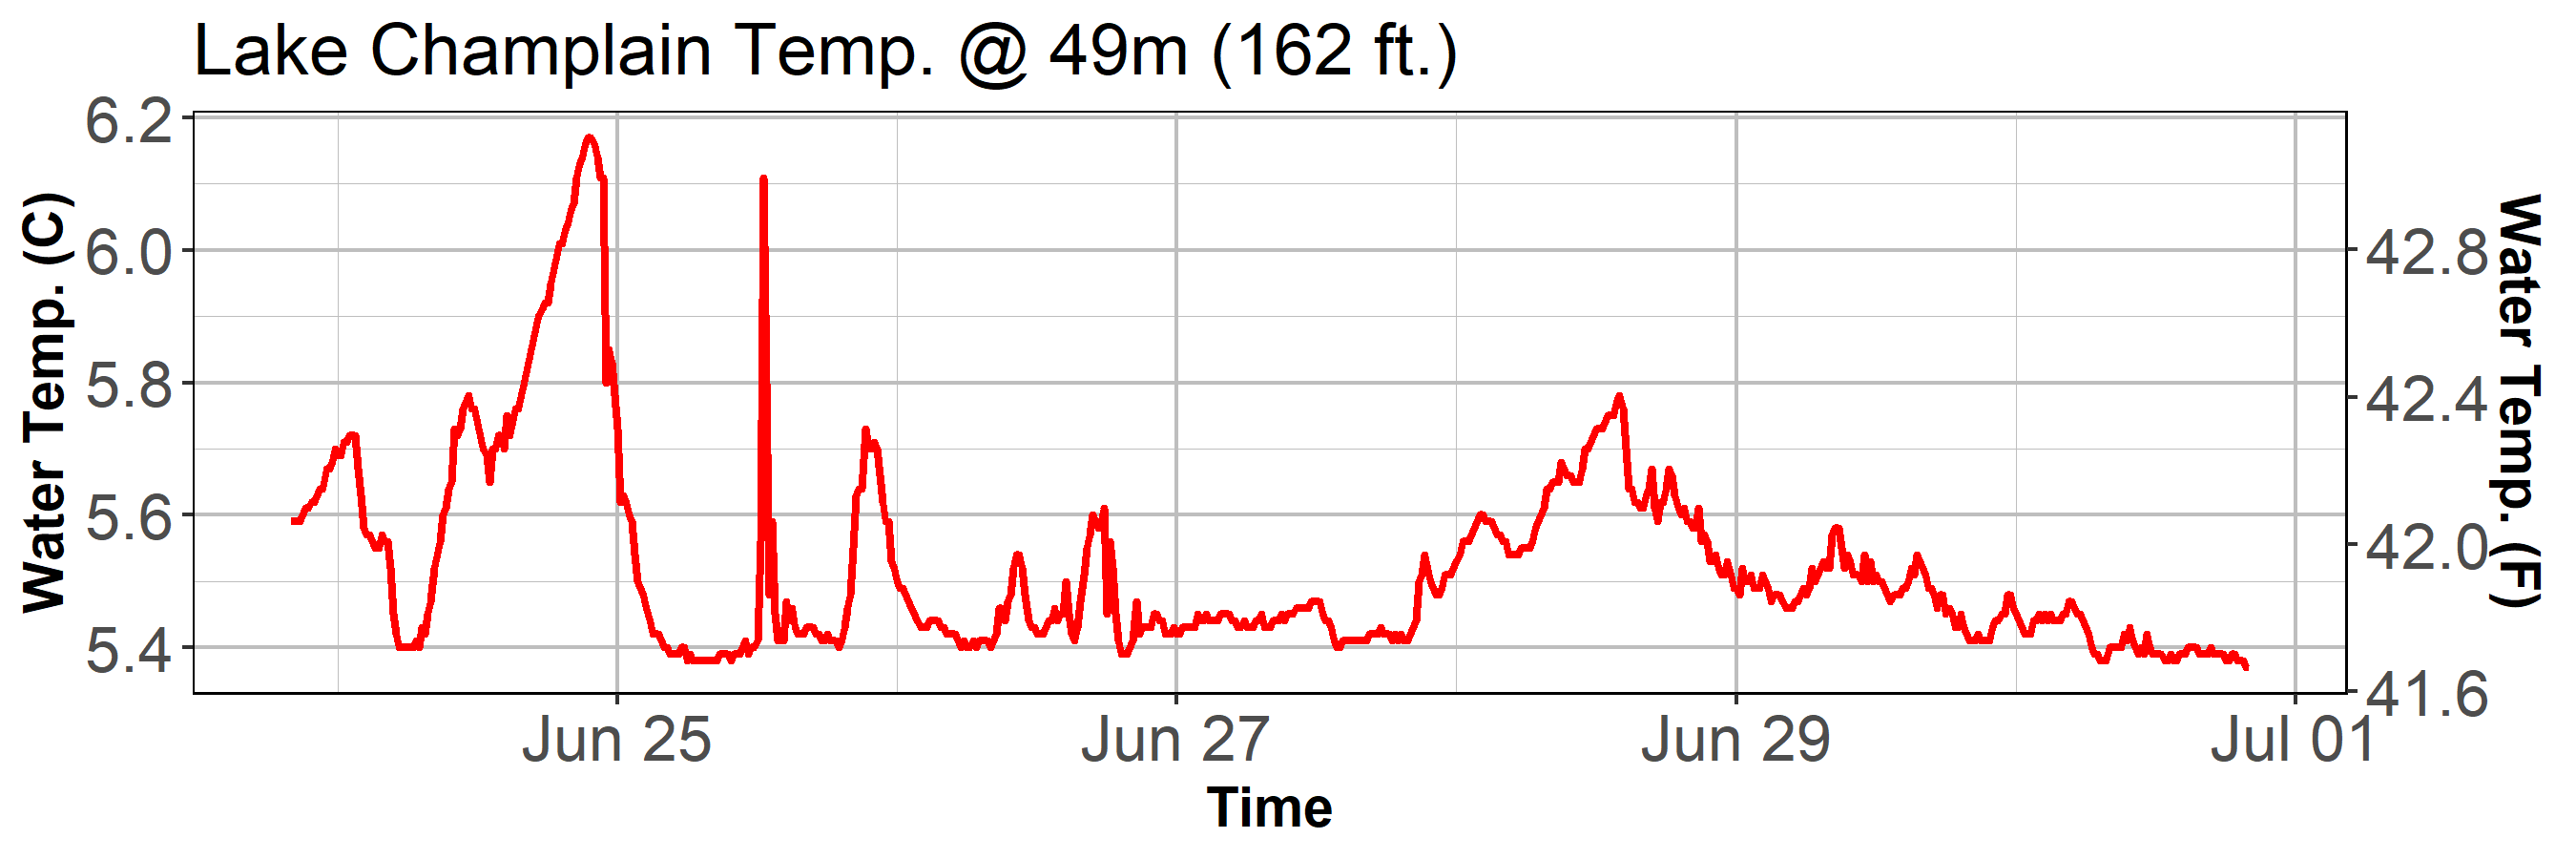 Lake Champlain Temp. @ 49m (162 ft.)
Water Temp. (C)
6.2
6.0
5.8
5.6
5.4
42.8
42.4
42.0
41.6
Water Temp. (F)
Jun 25
Jun 27
Jun 29
Jul 01
Time